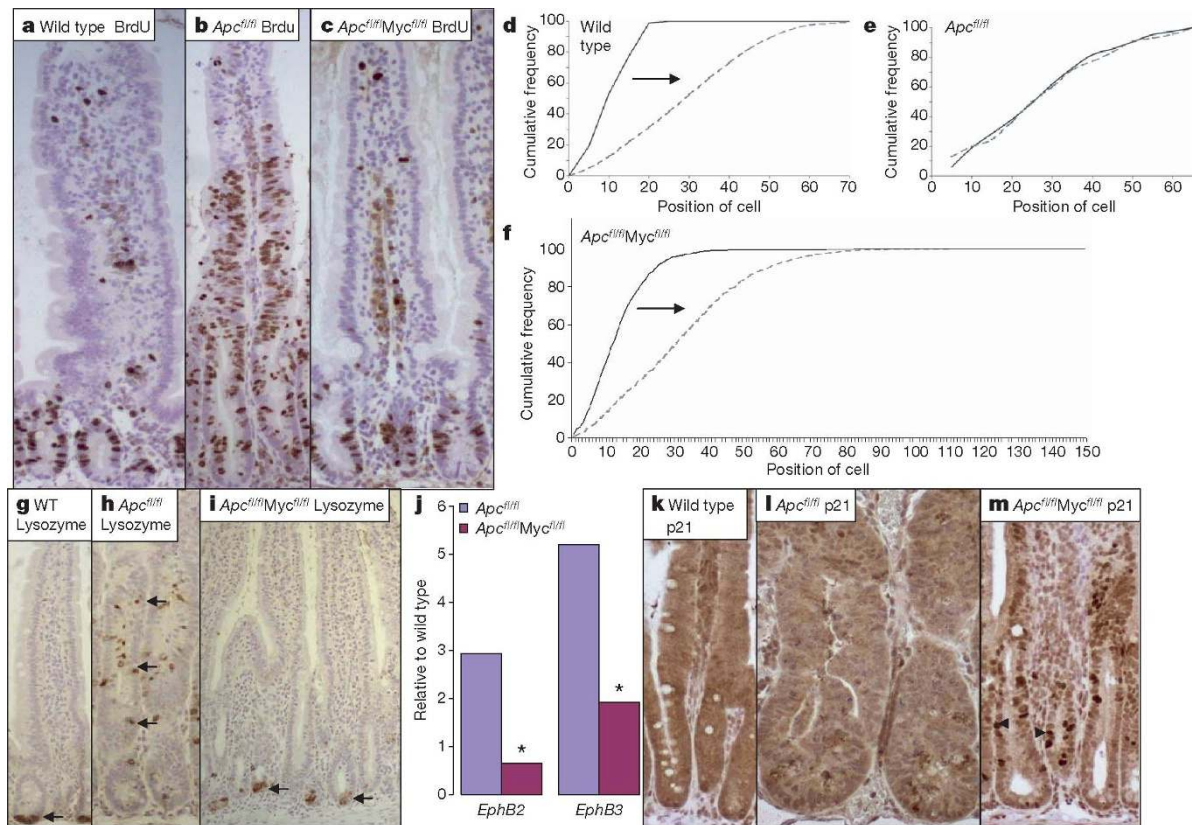 a Wild type BrdU
b Apcfl/fl Brdu
c Apcfl/flMycfl/fl BrdU
d
Wild
type
Cumulative frequency
100
80
60
40
20
0
0 10 20 30 40 50 60 70
Position of cell
e
Apcfl/fl
Cumulative frequency
100
80
60
40
20
0
0 20 40 60
Position of cell
f
Apcfl/flMycfl/fl
Cumulative frequency
100
80
60
40
20
0
0 10 20 30 40 50 60 70 80 90 100 110 120 130 140 150
Position of cell
g WT
Lysozyme
h Apcfl/fl
Lysozyme
i Apcfl/flMycfl/fl Lysozyme
j
Apcfl/fl
Apcfl/flMycfl/fl
Relative to wild type
6
5
4
3
2
1
0
*
*
EphB2
EphB3
k Wild type
p21
l Apcfl/fl p21
m Apcfl/flMycfl/fl p21